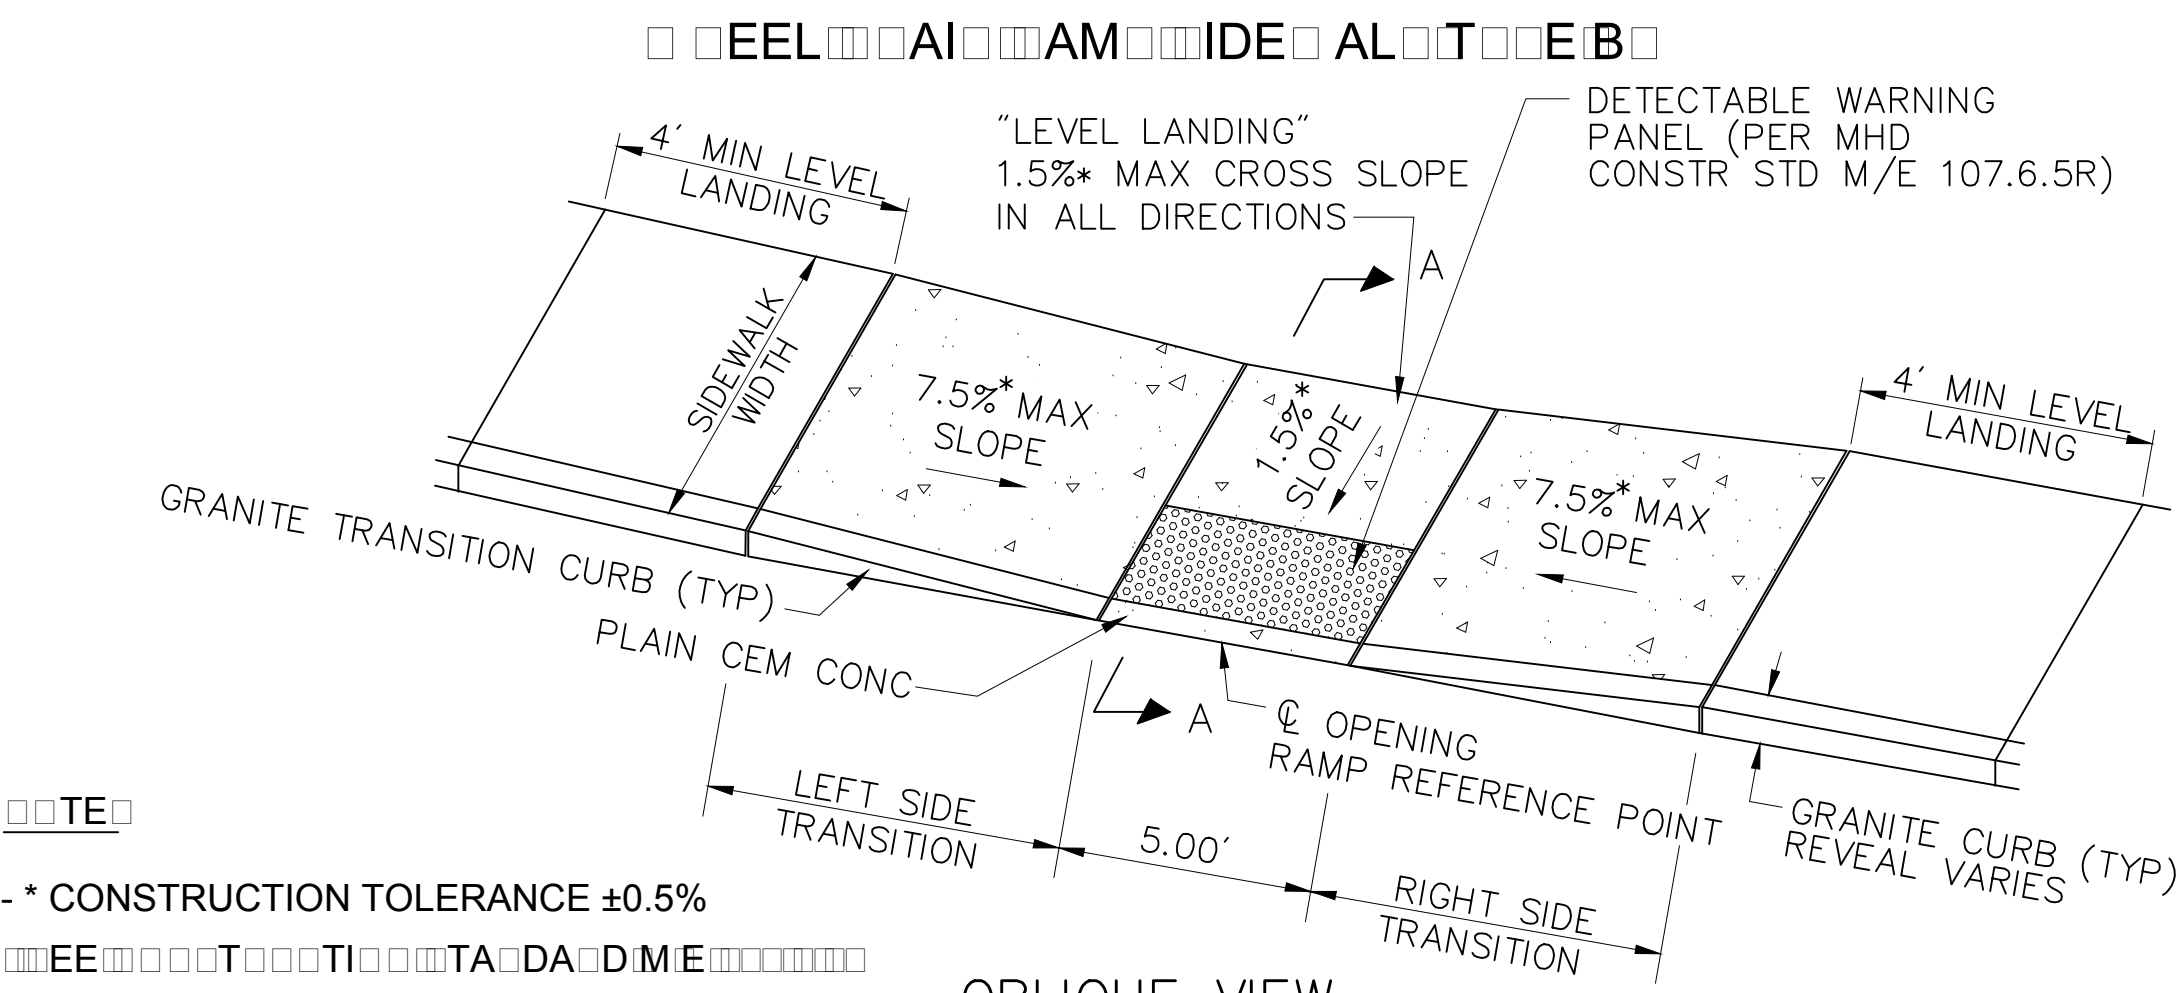 "LEVEL LANDING"
1.5%* MAX CROSS SLOPE
IN ALL DIRECTIONS
DETECTABLE WARNING
PANEL (PER MHD
CONSTR STD M/E 107.6.5R)
4' MIN LEVEL
LANDING
A
SIDEWALK
WIDTH
7.5%* MAX
SLOPE
1.5%*
SLOPE
4' MIN LEVEL
LANDING
7.5%* MAX
SLOPE
GRANITE TRANSITION CURB (TYP)
PLAIN CEM CONC
A
℄ OPENING
RAMP REFERENCE POINT
LEFT SIDE
TRANSITION
5.00'
RIGHT SIDE
TRANSITION
GRANITE CURB (TYP)
REVEAL VARIES
- * CONSTRUCTION TOLERANCE ±0.5%
OBLIQUE VIEW